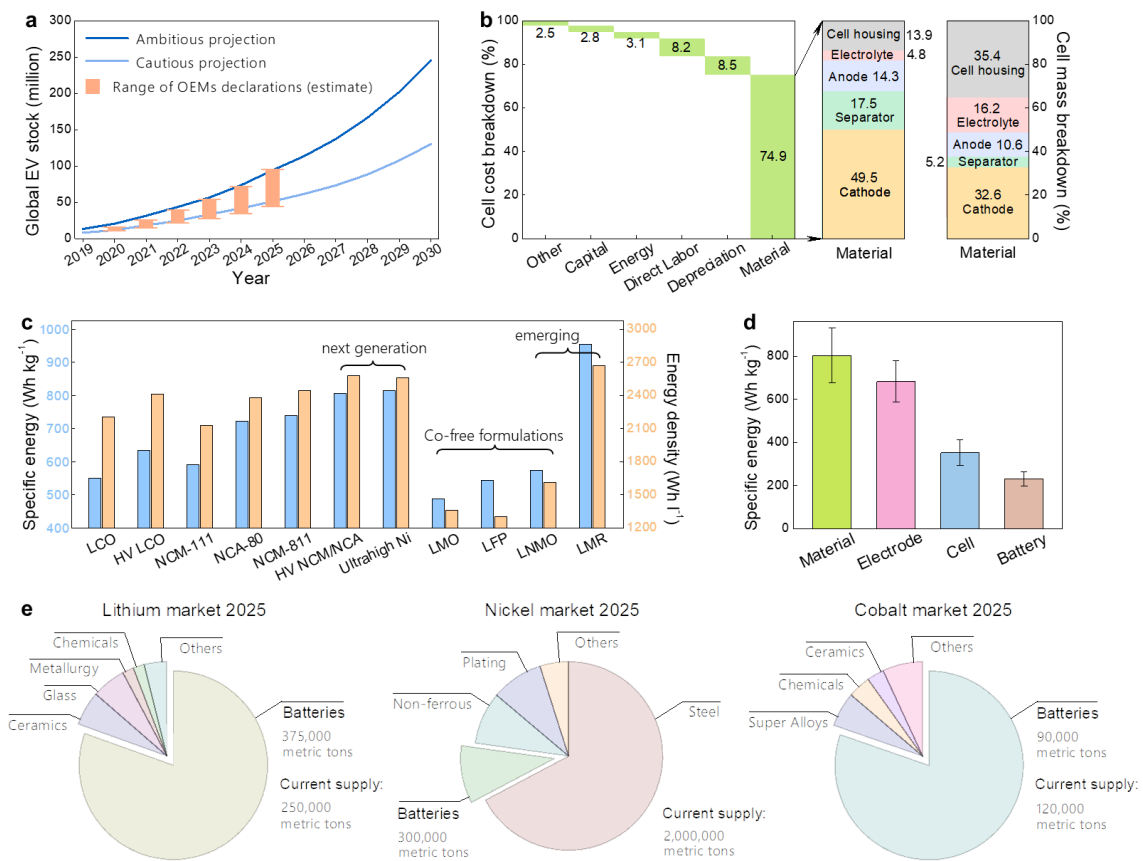 a
300
250
200
150
100
50
0
Global EV stock (million)
Ambitious projection
Cautious projection
Range of OEMs declarations (estimate)
2019 2020 2021 2022 2023 2024 2025 2026 2027 2028 2029 2030
Year
b
100
80
60
40
20
0
Cell cost breakdown (%)
2.5
2.8
3.1
8.2
8.5
74.9
Other
Capital
Energy
Direct Labor
Depreciation
Material
Cell housing
13.9
Electrolyte
4.8
Anode 14.3
17.5
Separator
49.5
Cathode
Material
35.4
Cell housing
16.2
Electrolyte
Anode 10.6
5.2
Separator
32.6
Cathode
Material
100
80
60
40
20
0
Cell mass breakdown (%)
c
1000
900
800
700
600
500
400
Specific energy (Wh kg⁻¹)
next generation
emerging
Co-free formulations
3000
2700
2400
2100
1800
1500
1200
Energy density (Wh l⁻¹)
LCO
HV LCO
NCM-111
NCA-80
NCM-811
HV NCM/NCA
Ultrahigh Ni
LMO
LFP
LNMO
LMR
d
800
600
400
200
0
Specific energy (Wh kg⁻¹)
Material
Electrode
Cell
Battery
e
Lithium market 2025
Chemicals
Others
Metallurgy
Glass
Ceramics
Batteries
375,000
metric tons
Current supply:
250,000
metric tons
Nickel market 2025
Others
Plating
Non-ferrous
Steel
Batteries
300,000
metric tons
Current supply:
2,000,000
metric tons
Cobalt market 2025
Ceramics
Others
Chemicals
Super Alloys
Batteries
90,000
metric tons
Current supply:
120,000
metric tons